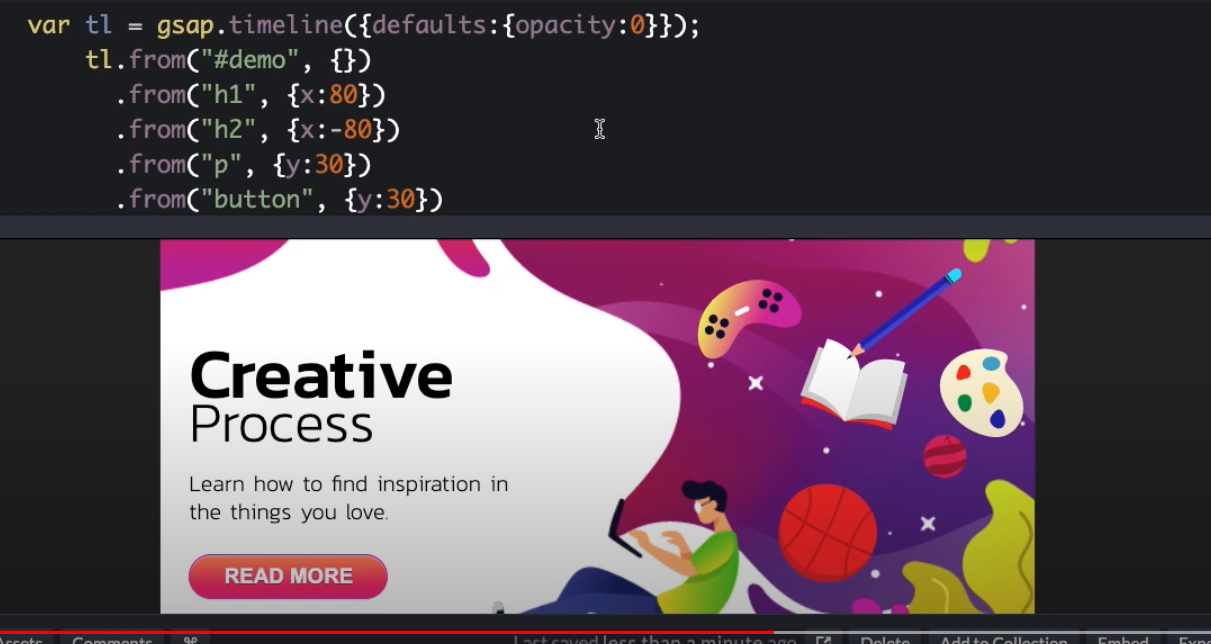 var tl = gsap.timeline({defaults:{opacity:0}});
tl.from("#demo", {})
.from("h1", {x:80})
.from("h2", {x:-80})
.from("p", {y:30})
.from("button", {y:30})
Creative
Process
Learn how to find inspiration in
the things you love.
READ MORE
Assets Comments ⌘ Last saved less than a minute ago Delete Add to Collection Embed